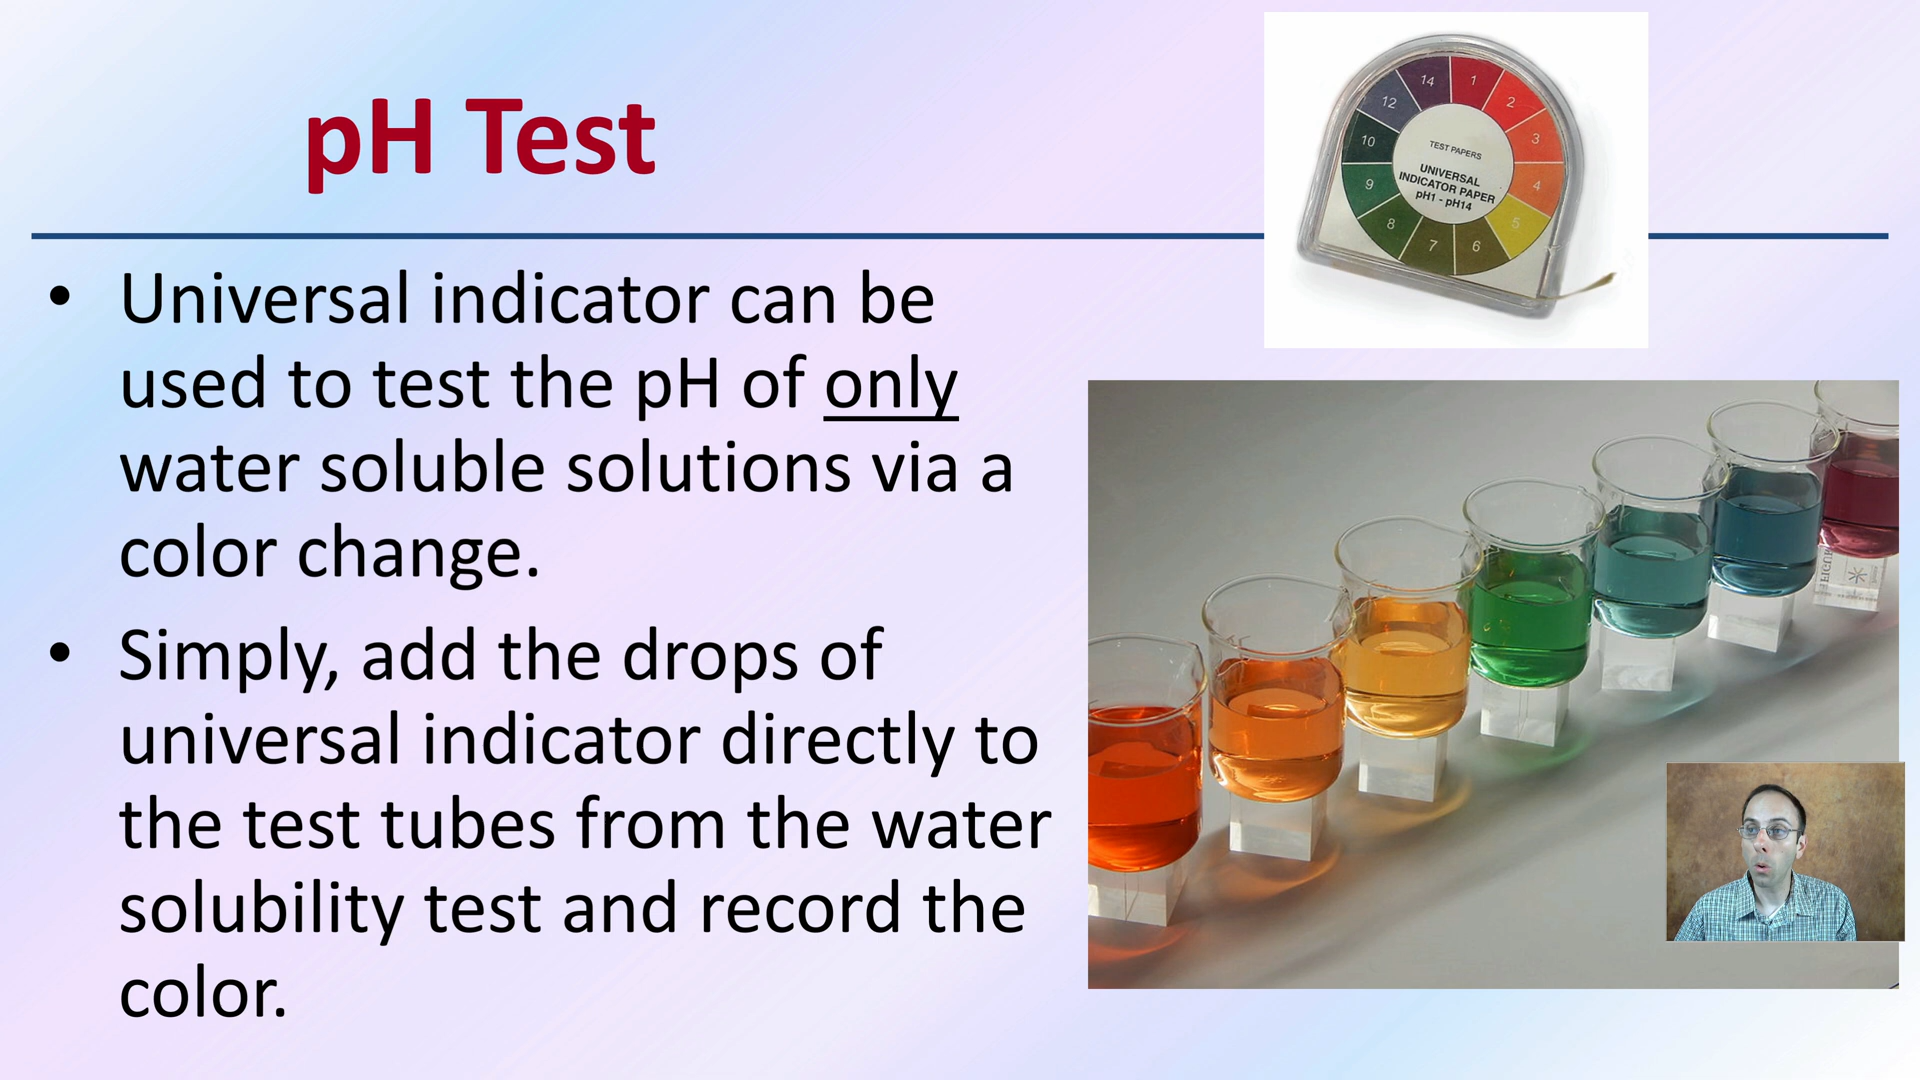 pH Test
• Universal indicator can be
used to test the pH of only
water soluble solutions via a
color change.
• Simply, add the drops of
universal indicator directly to
the test tubes from the water
solubility test and record the
color.
14
1
12
2
10
3
9
4
8
5
7
6
TEST PAPERS
UNIVERSAL
INDICATOR PAPER
pH1 - pH14